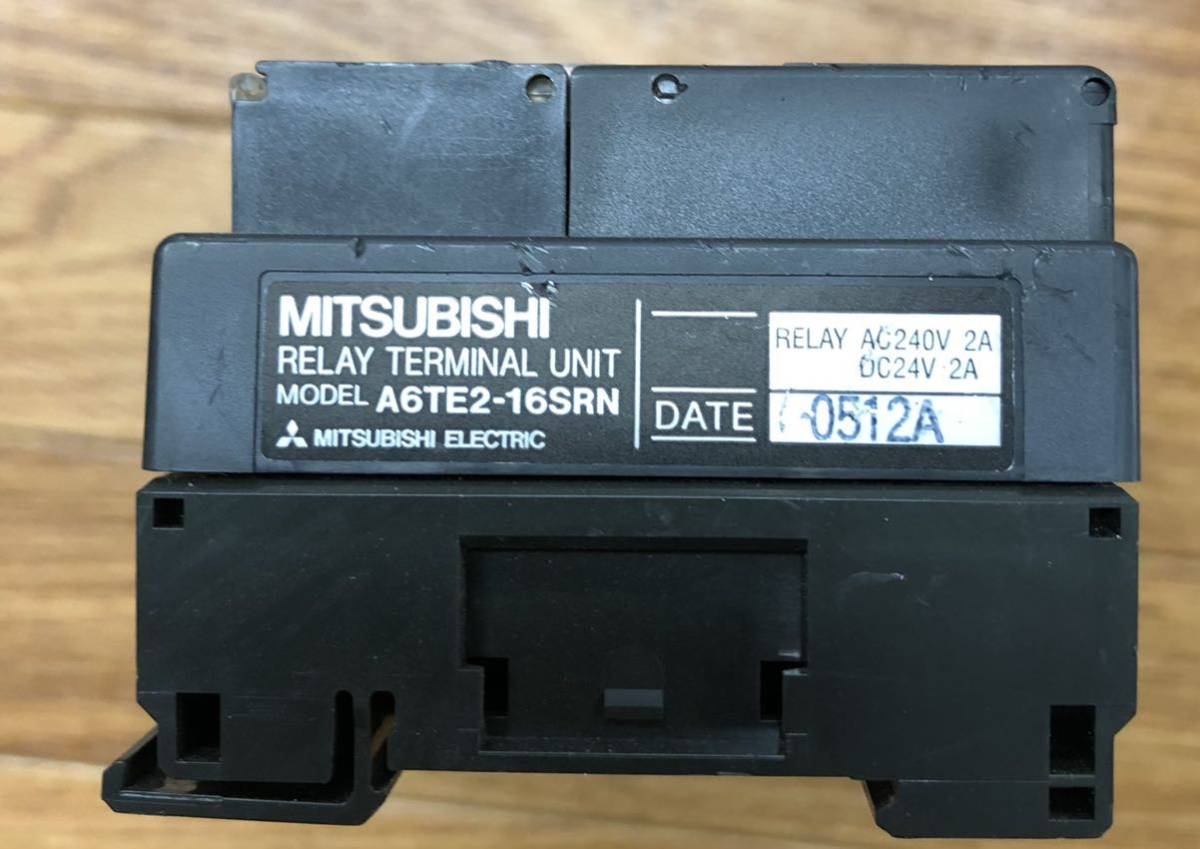 MITSUBISHI
RELAY TERMINAL UNIT
MODEL A6TE2-16SRN
MITSUBISHI ELECTRIC
RELAY AC240V 2A
DC24V 2A
DATE 0512A